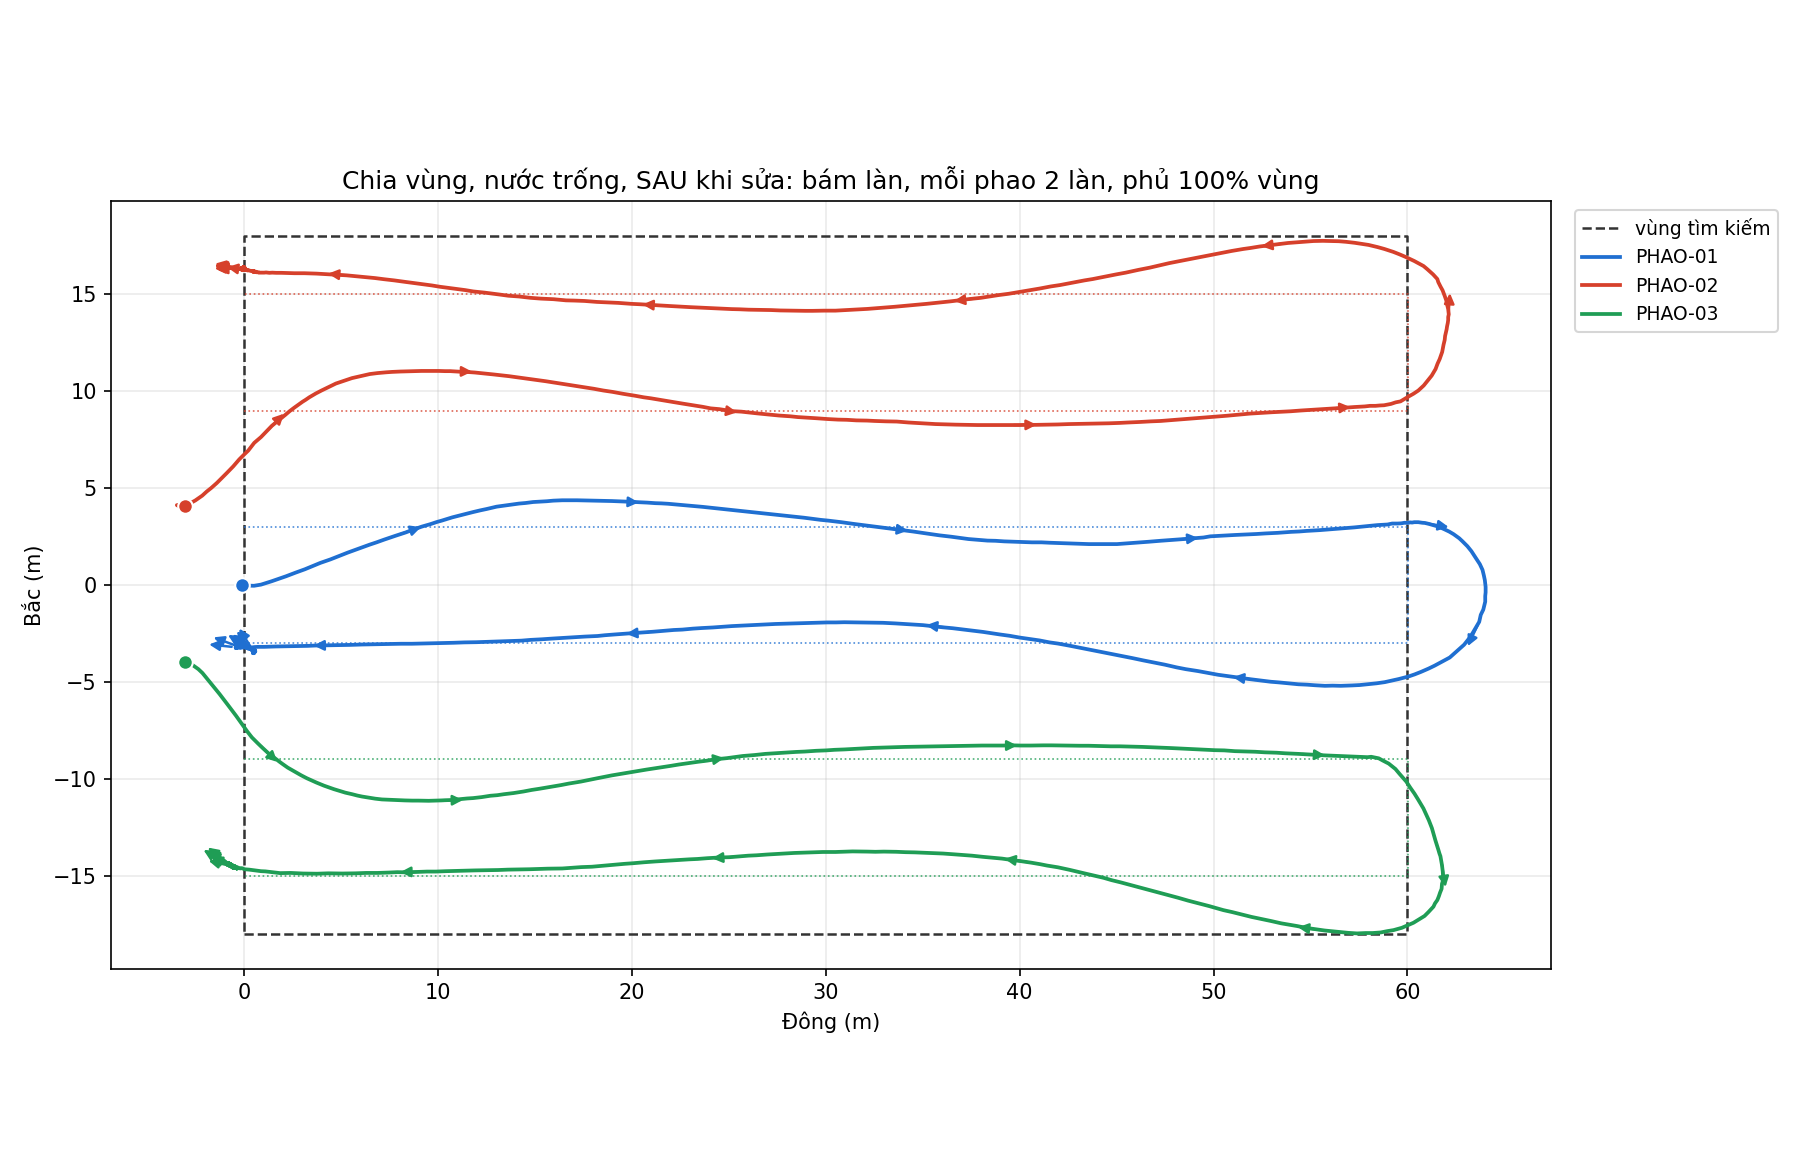 Chia vùng, nước trống, SAU khi sửa: bám làn, mỗi phao 2 làn, phủ 100% vùng
vùng tìm kiếm
PHAO-01
PHAO-02
PHAO-03
15
10
5
0
−5
−10
−15
Bắc (m)
0
10
20
30
40
50
60
Đông (m)